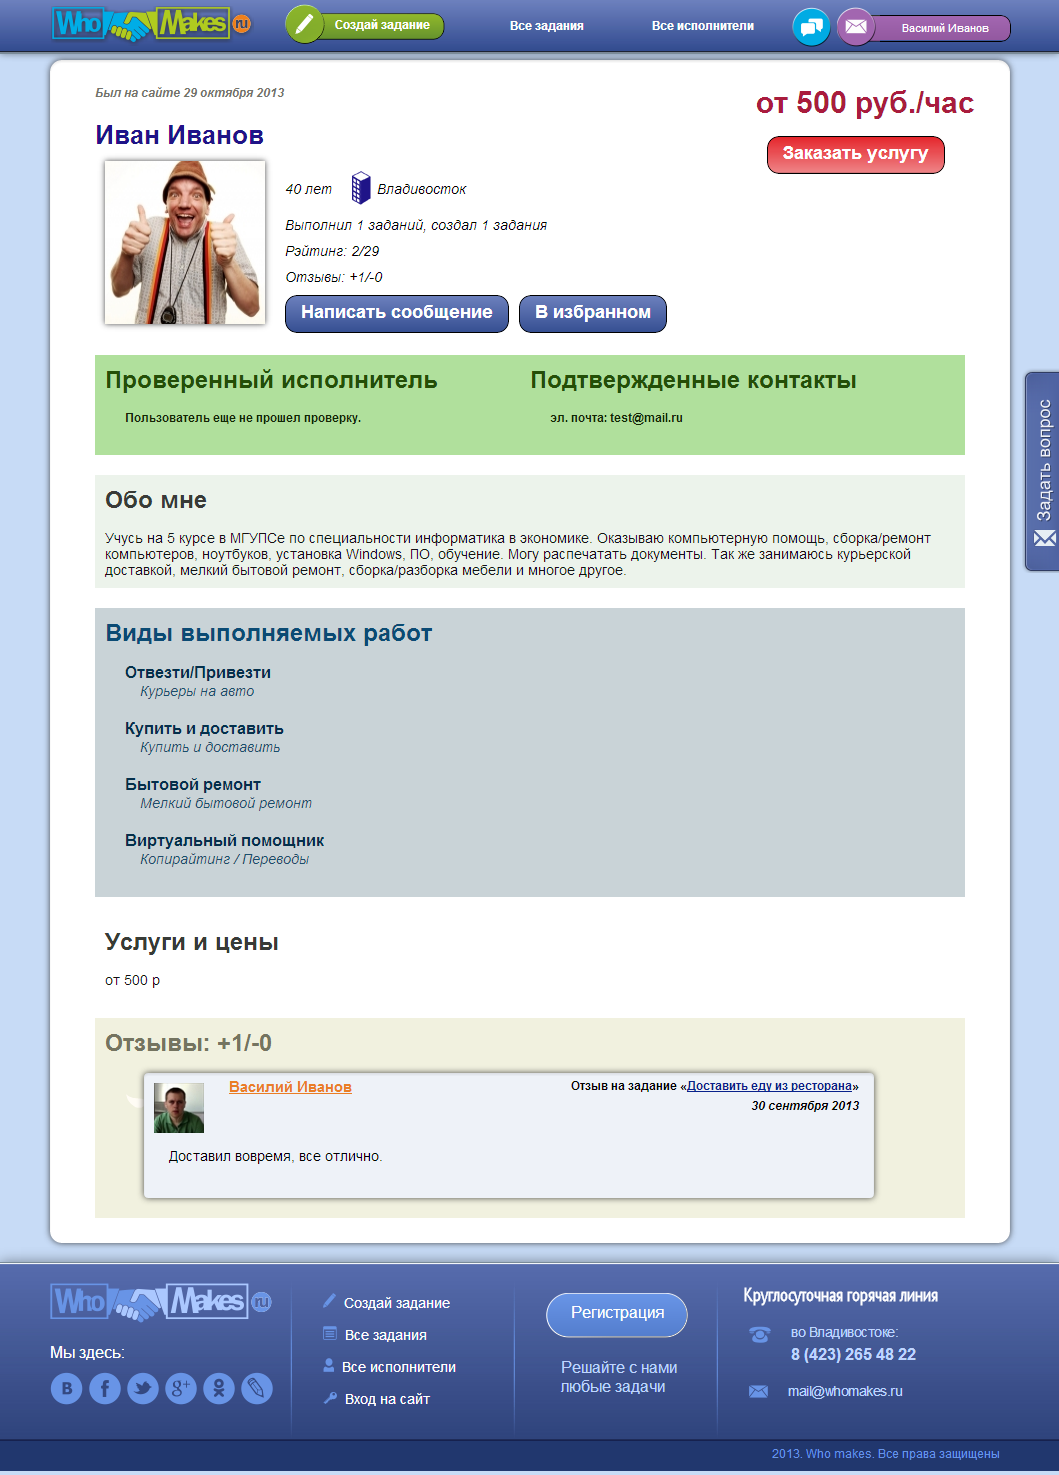 Who Makes ru
Создай задание
Все задания
Все исполнители
Василий Иванов
Был на сайте 29 октября 2013
от 500 руб./час
Иван Иванов
Заказать услугу
40 лет Владивосток
Выполнил 1 заданий, создал 1 задания
Рэйтинг: 2/29
Отзывы: +1/-0
Написать сообщение
В избранном
Проверенный исполнитель
Пользователь еще не прошел проверку.
Подтвержденные контакты
эл. почта: test@mail.ru
Задать вопрос
Обо мне
Учусь на 5 курсе в МГУПСе по специальности информатика в экономике. Оказываю компьютерную помощь, сборка/ремонт
компьютеров, ноутбуков, установка Windows, ПО, обучение. Могу распечатать документы. Так же занимаюсь курьерской
доставкой, мелкий бытовой ремонт, сборка/разборка мебели и многое другое.
Виды выполняемых работ
Отвезти/Привезти
Курьеры на авто
Купить и доставить
Купить и доставить
Бытовой ремонт
Мелкий бытовой ремонт
Виртуальный помощник
Копирайтинг / Переводы
Услуги и цены
от 500 р
Отзывы: +1/-0
Василий Иванов
Отзыв на задание «Доставить еду из ресторана»
30 сентября 2013
Доставил вовремя, все отлично.
Who Makes ru
Мы здесь:
Создай задание
Все задания
Все исполнители
Вход на сайт
Регистрация
Решайте с нами
любые задачи
Круглосуточная горячая линия
во Владивостоке:
8 (423) 265 48 22
mail@whomakes.ru
2013. Who makes. Все права защищены